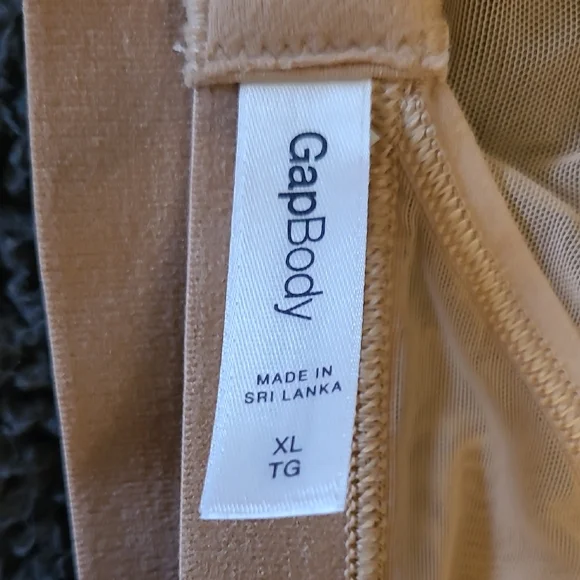 GapBody
MADE IN
SRI LANKA
XL
TG